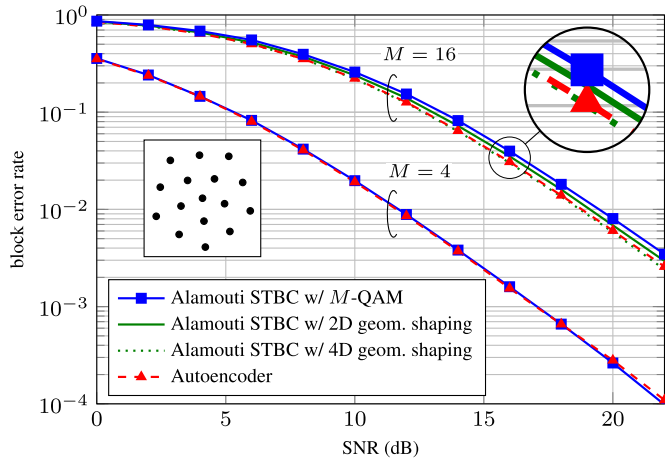 10^0
10^{-1}
10^{-2}
10^{-3}
10^{-4}
block error rate
M = 16
M = 4
Alamouti STBC w/ M-QAM
Alamouti STBC w/ 2D geom. shaping
Alamouti STBC w/ 4D geom. shaping
Autoencoder
0 5 10 15 20
SNR (dB)